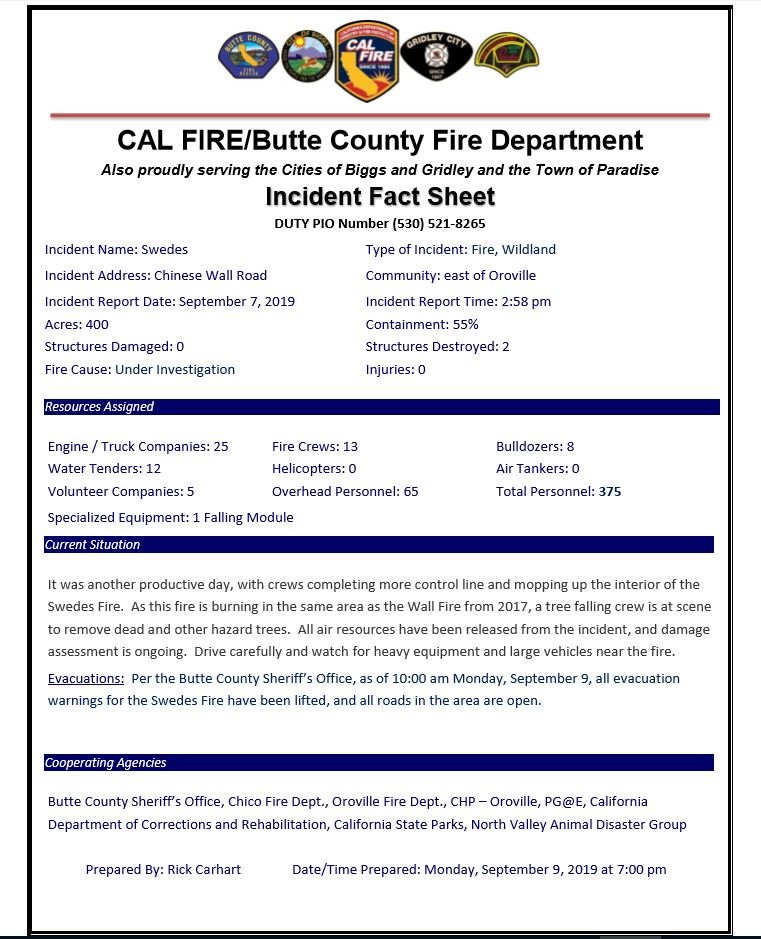 BUTTE COUNTY
FIRE
RESCUE
CITY OF BIGGS
CAL
FIRE
SINCE 1885
GRIDLEY CITY
SINCE
CAL FIRE/Butte County Fire Department
Also proudly serving the Cities of Biggs and Gridley and the Town of Paradise
Incident Fact Sheet
DUTY PIO Number (530) 521-8265
Incident Name: Swedes Type of Incident: Fire, Wildland
Incident Address: Chinese Wall Road Community: east of Oroville
Incident Report Date: September 7, 2019 Incident Report Time: 2:58 pm
Acres: 400 Containment: 55%
Structures Damaged: 0 Structures Destroyed: 2
Fire Cause: Under Investigation Injuries: 0
Resources Assigned
Engine / Truck Companies: 25 Fire Crews: 13 Bulldozers: 8
Water Tenders: 12 Helicopters: 0 Air Tankers: 0
Volunteer Companies: 5 Overhead Personnel: 65 Total Personnel: 375
Specialized Equipment: 1 Falling Module
Current Situation
It was another productive day, with crews completing more control line and mopping up the interior of the
Swedes Fire.  As this fire is burning in the same area as the Wall Fire from 2017, a tree falling crew is at scene
to remove dead and other hazard trees.  All air resources have been released from the incident, and damage
assessment is ongoing.  Drive carefully and watch for heavy equipment and large vehicles near the fire.
Evacuations:  Per the Butte County Sheriff’s Office, as of 10:00 am Monday, September 9, all evacuation
warnings for the Swedes Fire have been lifted, and all roads in the area are open.
Cooperating Agencies
Butte County Sheriff’s Office, Chico Fire Dept., Oroville Fire Dept., CHP – Oroville, PG@E, California
Department of Corrections and Rehabilitation, California State Parks, North Valley Animal Disaster Group
Prepared By: Rick Carhart Date/Time Prepared: Monday, September 9, 2019 at 7:00 pm